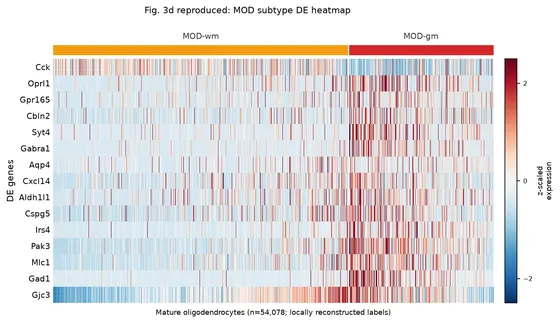 Fig. 3d reproduced: MOD subtype DE heatmap
MOD-wm
MOD-gm
Cck
Oprl1
Gpr165
Cbln2
Syt4
Gabra1
Aqp4
Cxcl14
Aldh1l1
Cspg5
Irs4
Pak3
Mlc1
Gad1
Gjc3
DE genes
2
0
−2
z-scaled
expression
Mature oligodendrocytes (n=54,078; locally reconstructed labels)